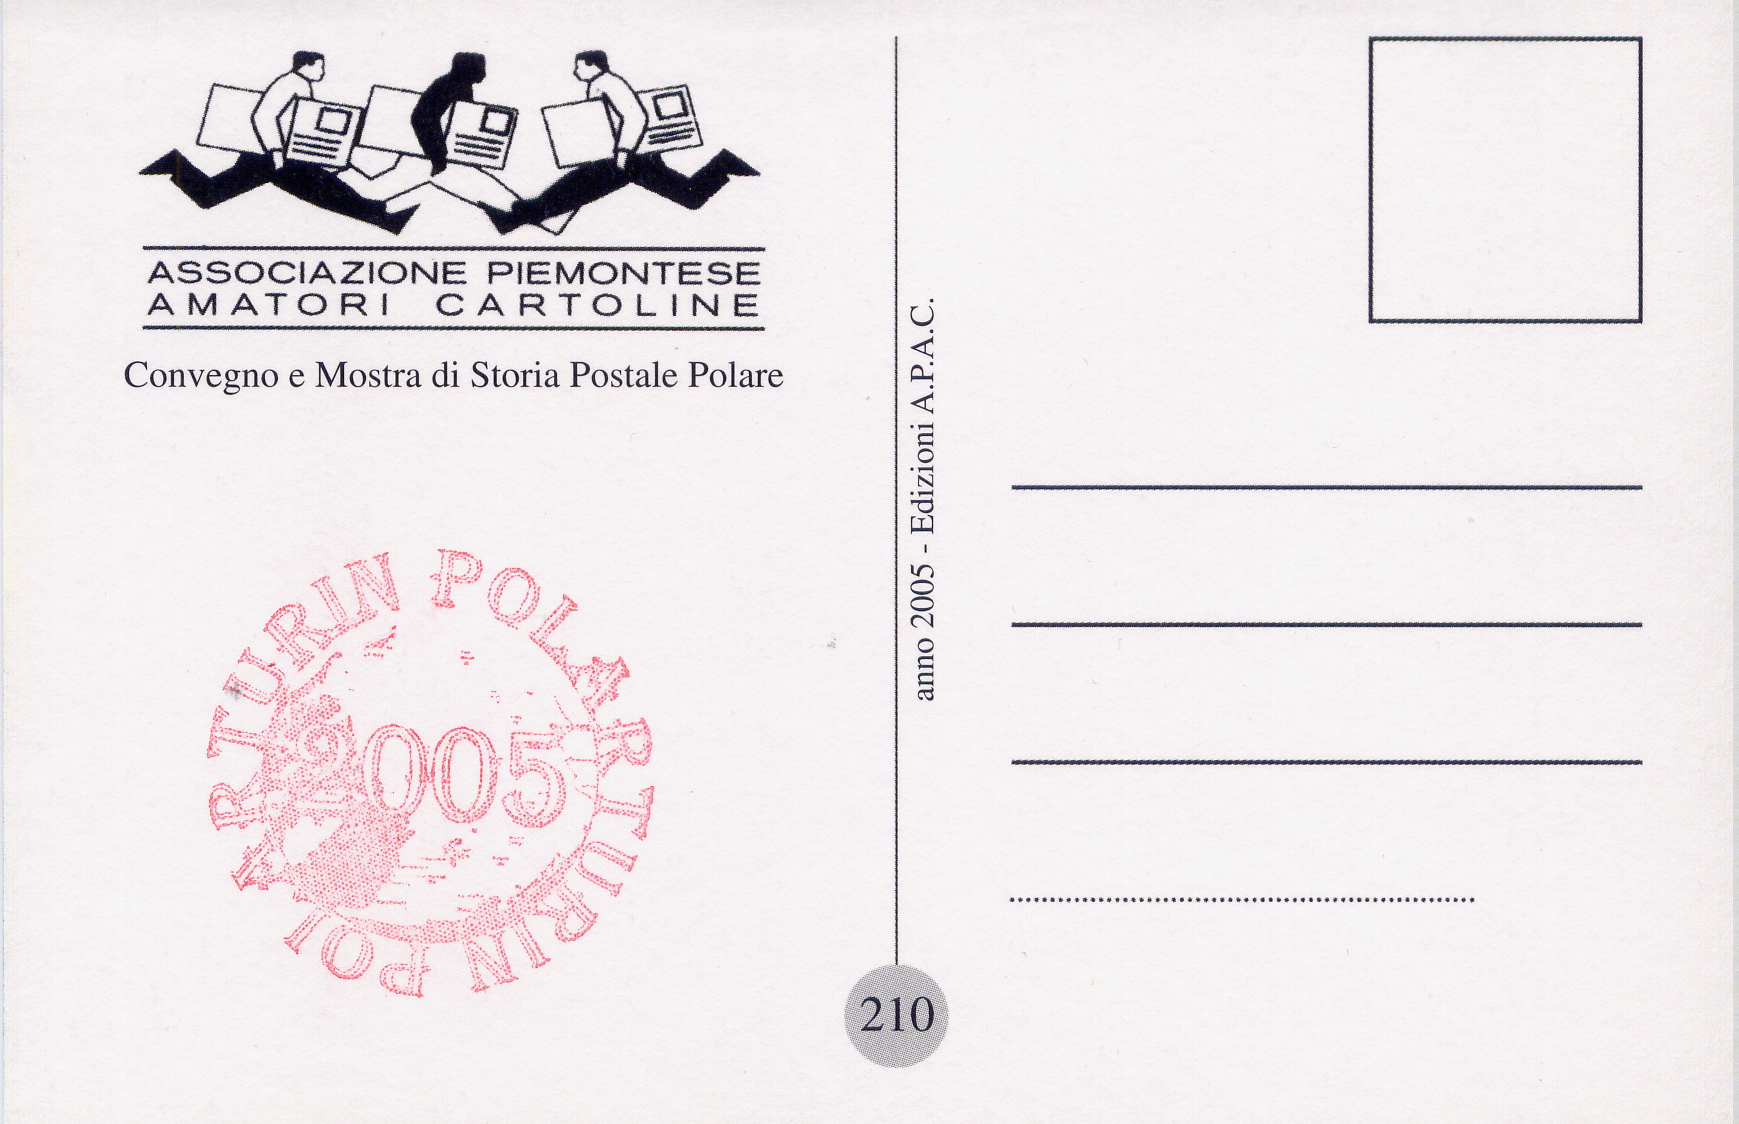 ASSOCIAZIONE PIEMONTESE
AMATORI CARTOLINE
Convegno e Mostra di Storia Postale Polare
TURIN POLAR TURIN POLAR
2005
anno 2005 - Edizioni A.P.A.C.
210